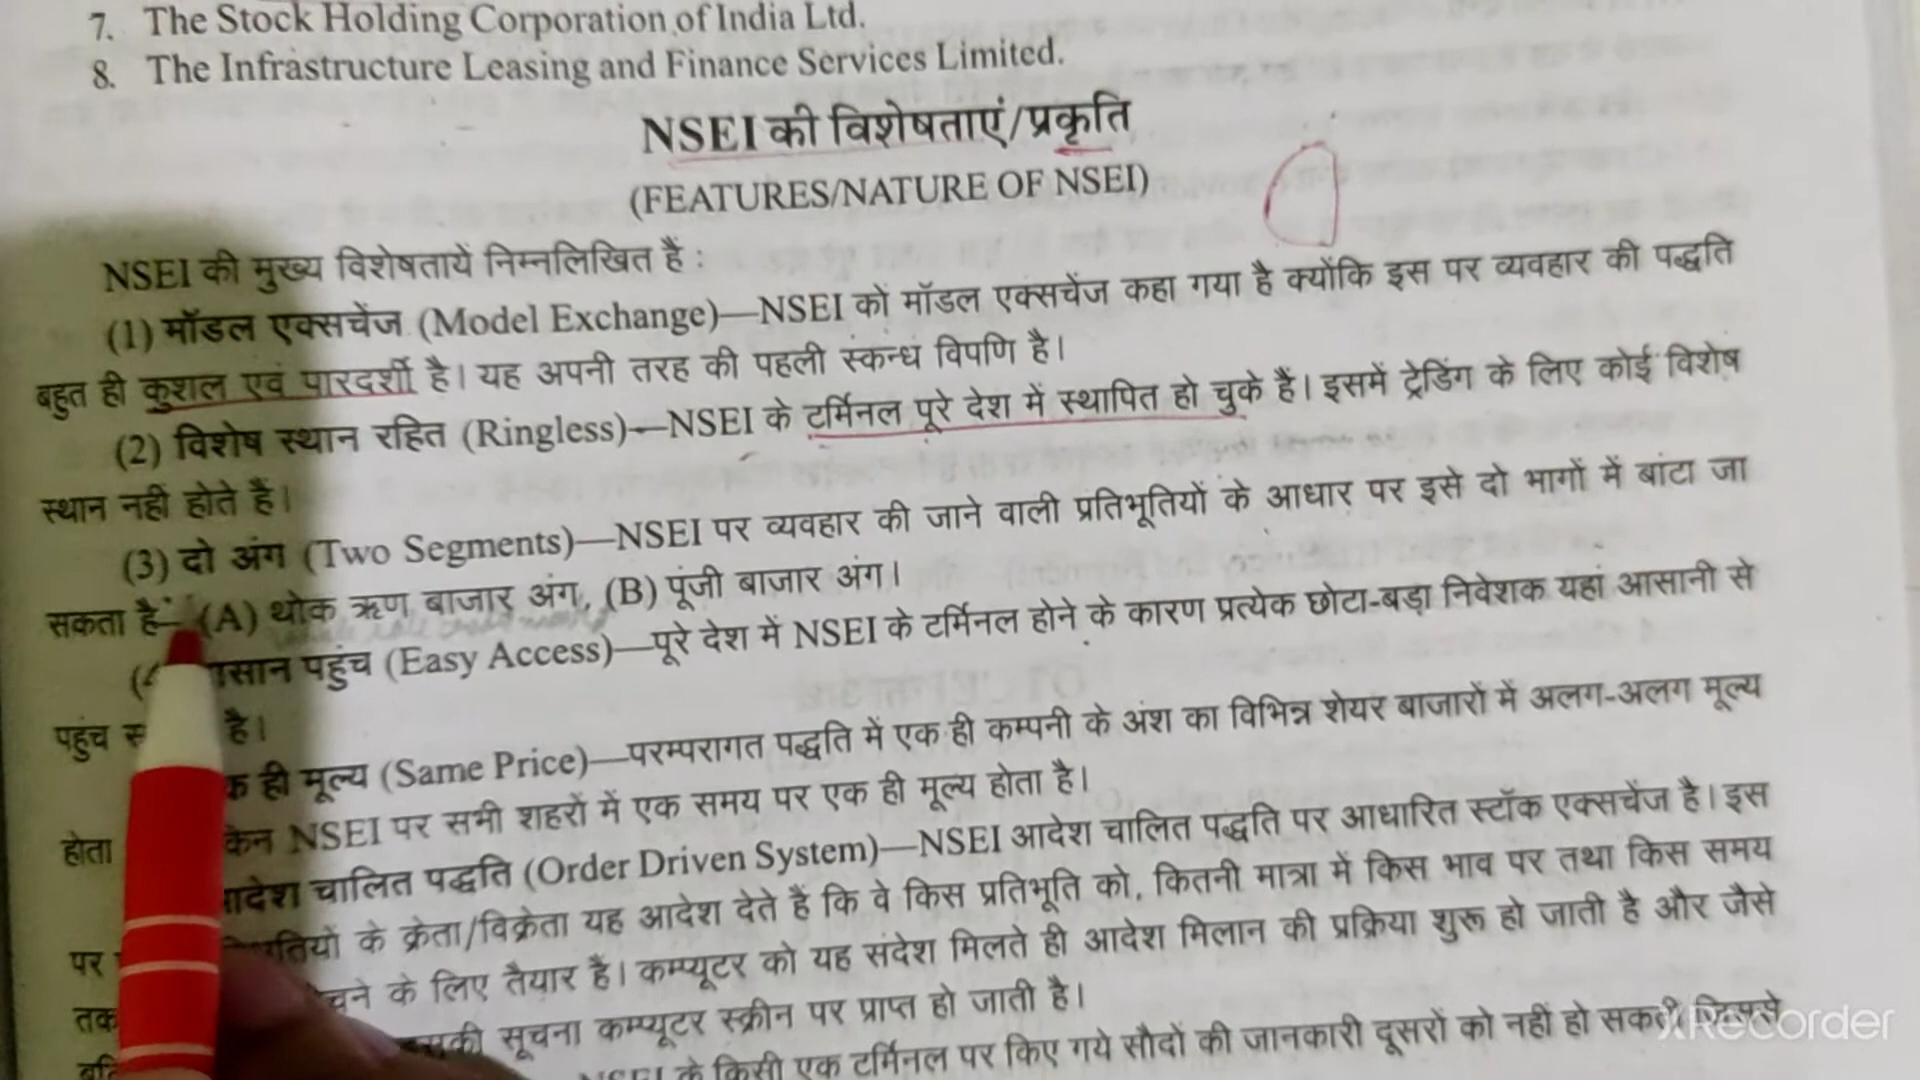 7. The Stock Holding Corporation of India Ltd.
8. The Infrastructure Leasing and Finance Services Limited.
NSEI की विशेषताएं/प्रकृति
(FEATURES/NATURE OF NSEI)
NSEI की मुख्य विशेषतायें निम्नलिखित हैं :
(1) मॉडल एक्सचेंज (Model Exchange)—NSEI को मॉडल एक्सचेंज कहा गया है क्योंकि इस पर व्यवहार की पद्धति
बहुत ही कुशल एवं पारदर्शी है। यह अपनी तरह की पहली स्कन्ध विपणि है।
(2) विशेष स्थान रहित (Ringless)—NSEI के टर्मिनल पूरे देश में स्थापित हो चुके हैं। इसमें ट्रेडिंग के लिए कोई विशेष
स्थान नहीं होते हैं।
(3) दो अंग (Two Segments)—NSEI पर व्यवहार की जाने वाली प्रतिभूतियों के आधार पर इसे दो भागों में बांटा जा
सकता है— (A) थोक ऋण बाजार अंग, (B) पूंजी बाजार अंग।
पहुंच (Easy Access)—पूरे देश में NSEI के टर्मिनल होने के कारण प्रत्येक छोटा-बड़ा निवेशक यहां आसानी से
पहुंच है।
ही मूल्य (Same Price)—परम्परागत पद्धति में एक ही कम्पनी के अंश का विभिन्न शेयर बाजारों में अलग-अलग मूल्य
होता NSEI पर सभी शहरों में एक समय पर एक ही मूल्य होता है।
चालित पद्धति (Order Driven System)—NSEI आदेश चालित पद्धति पर आधारित स्टॉक एक्सचेंज है। इस
पर के क्रेता/विक्रेता यह आदेश देते हैं कि वे किस प्रतिभूति को, कितनी मात्रा में किस भाव पर तथा किस समय
तक के लिए तैयार हैं। कम्प्यूटर को यह संदेश मिलते ही आदेश मिलान की प्रक्रिया शुरू हो जाती है और जैसे
सूचना कम्प्यूटर स्क्रीन पर प्राप्त हो जाती है।
के किसी एक टर्मिनल पर किए गये सौदों की जानकारी दूसरों को नहीं हो सकती
XRecorder